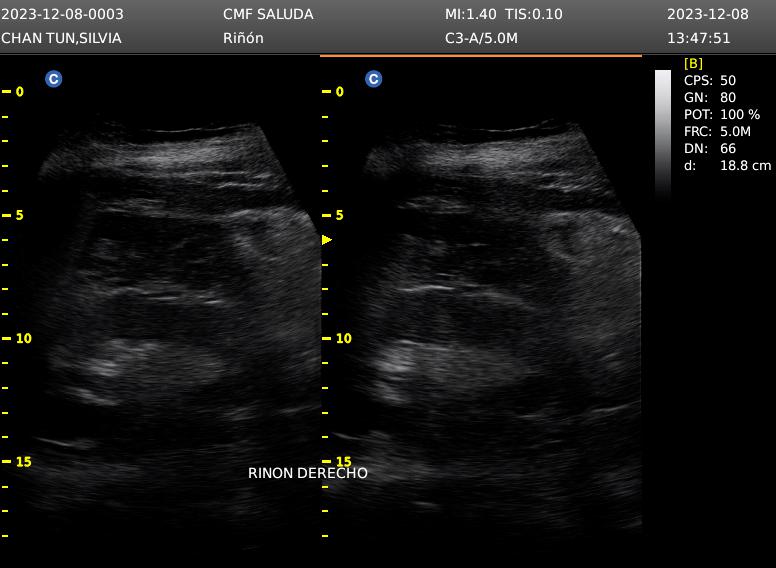 2023-12-08-0003 CMF SALUDA MI:1.40 TIS:0.10 2023-12-08
CHAN TUN,SILVIA Riñón C3-A/5.0M 13:47:51
C C
[B]
CPS: 50
GN: 80
POT: 100 %
FRC: 5.0M
DN: 66
d: 18.8 cm
0 0
5 5
10 10
15 15
RINON DERECHO